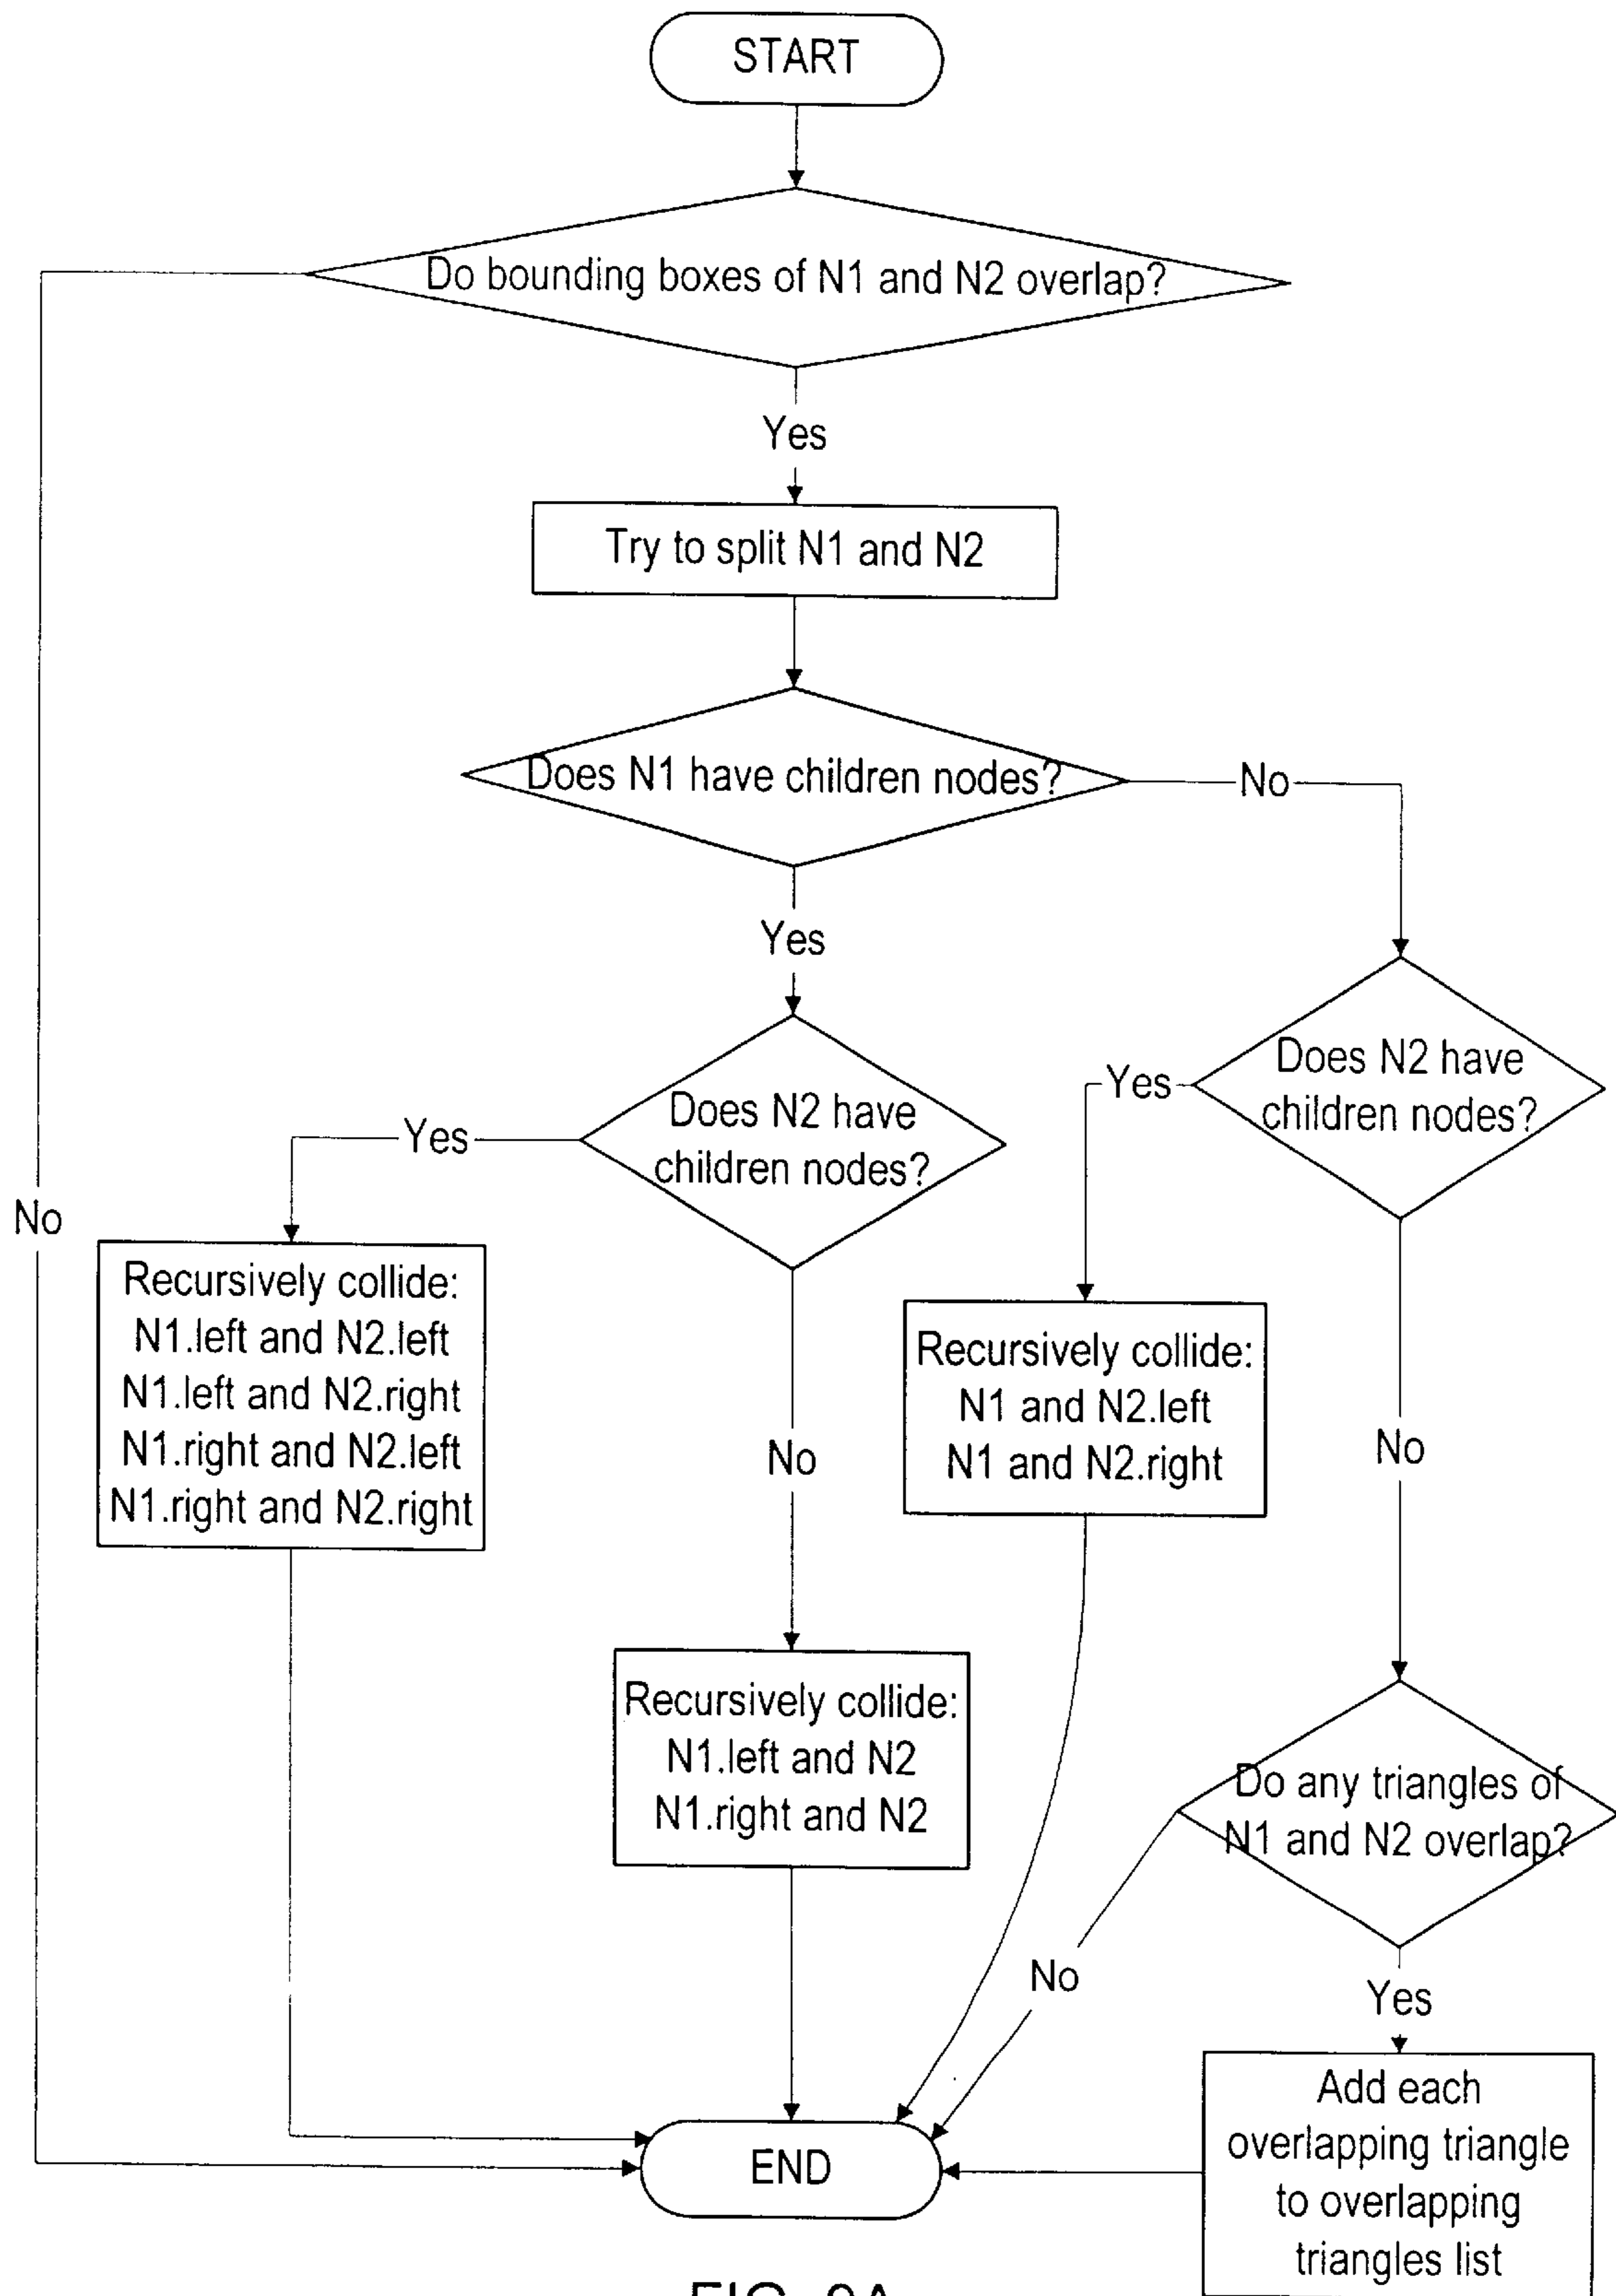 START
Do bounding boxes of N1 and N2 overlap?
Yes
Try to split N1 and N2
Does N1 have children nodes?
No
Yes
Does N2 have
children nodes?
Yes
Does N2 have
children nodes?
Yes
No
Recursively collide:
N1.left and N2.left
N1.left and N2.right
N1.right and N2.left
N1.right and N2.right
Recursively collide:
N1 and N2.left
N1 and N2.right
No
No
Recursively collide:
N1.left and N2
N1.right and N2
Do any triangles of
N1 and N2 overlap?
No
Yes
Add each
overlapping triangle
to overlapping
triangles list
END